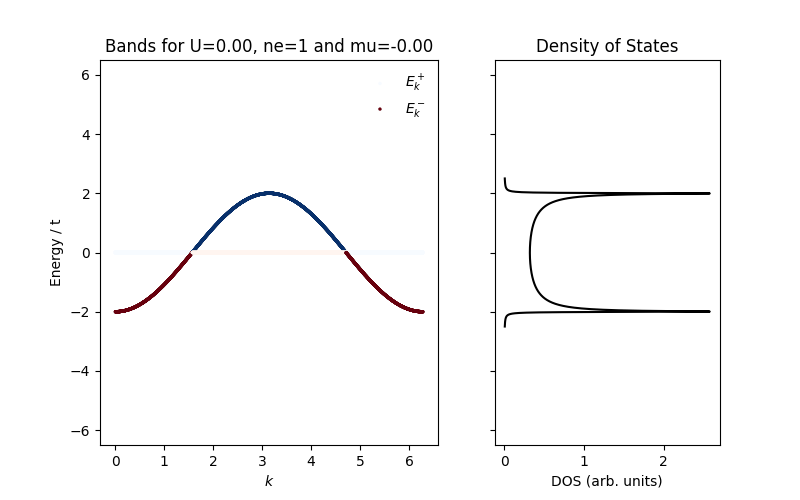 Bands for U=0.00, ne=1 and mu=-0.00
Density of States
E_k^+
E_k^-
6
4
2
0
−2
−4
−6
Energy / t
0 1 2 3 4 5 6
k
0 1 2
DOS (arb. units)